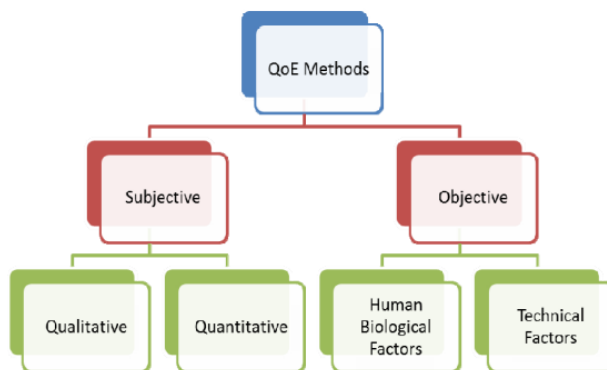 QoE Methods
Subjective
Objective
Qualitative
Quantitative
Human
Biological
Factors
Technical
Factors